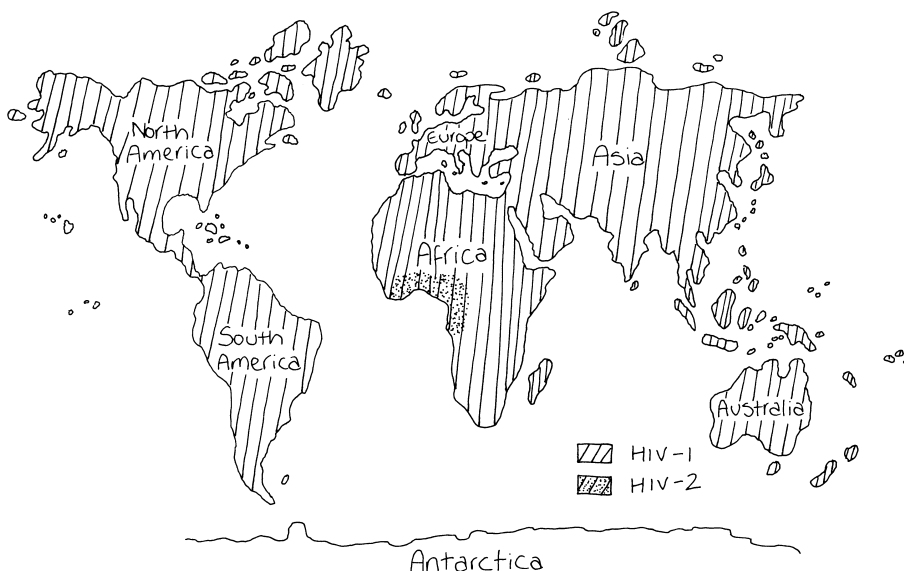 North
America
Europe
Asia
Africa
South
America
Australia
HIV-1
HIV-2
Antarctica